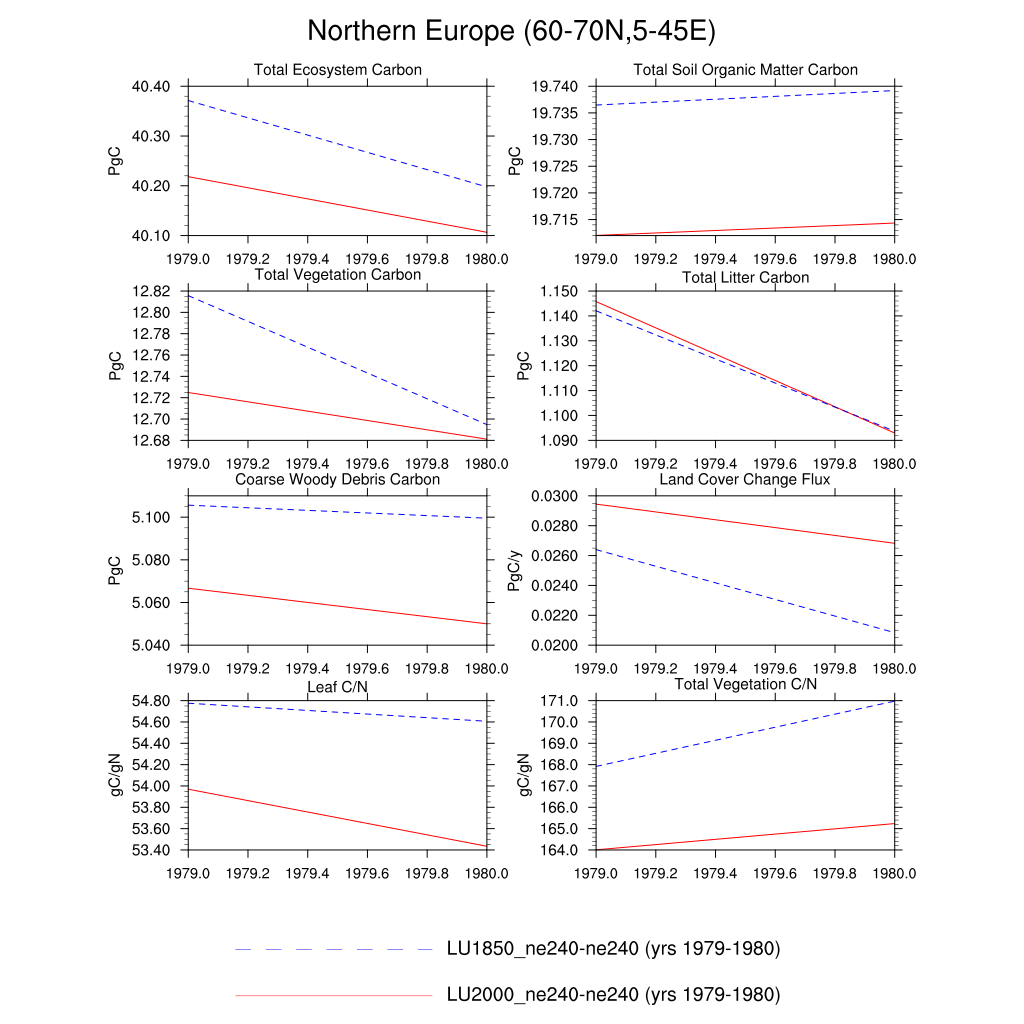 Northern Europe (60-70N,5-45E)
Total Ecosystem Carbon
40.40
40.30
40.20
40.10
PgC
1979.0 1979.2 1979.4 1979.6 1979.8 1980.0
Total Soil Organic Matter Carbon
19.740
19.735
19.730
19.725
19.720
19.715
PgC
1979.0 1979.2 1979.4 1979.6 1979.8 1980.0
Total Vegetation Carbon
12.82
12.80
12.78
12.76
12.74
12.72
12.70
12.68
PgC
1979.0 1979.2 1979.4 1979.6 1979.8 1980.0
Total Litter Carbon
1.150
1.140
1.130
1.120
1.110
1.100
1.090
PgC
1979.0 1979.2 1979.4 1979.6 1979.8 1980.0
Coarse Woody Debris Carbon
5.100
5.080
5.060
5.040
PgC
1979.0 1979.2 1979.4 1979.6 1979.8 1980.0
Land Cover Change Flux
0.0300
0.0280
0.0260
0.0240
0.0220
0.0200
PgC/y
1979.0 1979.2 1979.4 1979.6 1979.8 1980.0
Leaf C/N
54.80
54.60
54.40
54.20
54.00
53.80
53.60
53.40
gC/gN
1979.0 1979.2 1979.4 1979.6 1979.8 1980.0
Total Vegetation C/N
171.0
170.0
169.0
168.0
167.0
166.0
165.0
164.0
gC/gN
1979.0 1979.2 1979.4 1979.6 1979.8 1980.0
LU1850_ne240-ne240 (yrs 1979-1980)
LU2000_ne240-ne240 (yrs 1979-1980)